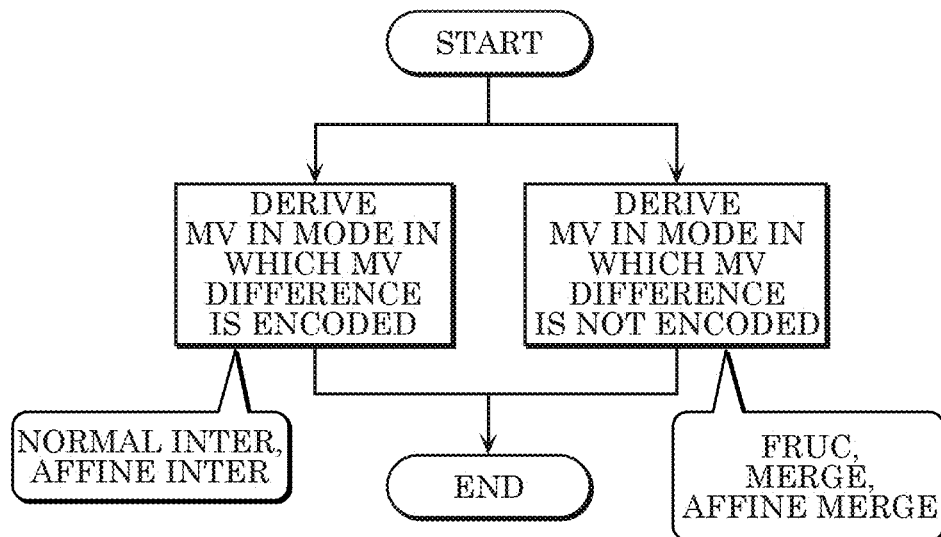 START
DERIVE
MV IN MODE IN
WHICH MV
DIFFERENCE
IS ENCODED
DERIVE
MV IN MODE IN
WHICH MV
DIFFERENCE
IS NOT ENCODED
NORMAL INTER,
AFFINE INTER
FRUC,
MERGE,
AFFINE MERGE
END